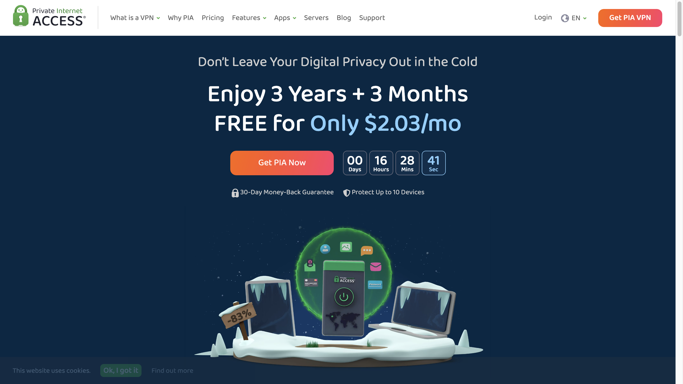 Private Internet
ACCESS®
What is a VPN
Why PIA
Pricing
Features
Apps
Servers
Blog
Support
Login
EN
Get PIA VPN
Don't Leave Your Digital Privacy Out in the Cold
Enjoy 3 Years + 3 Months
FREE for Only $2.03/mo
Get PIA Now
00
Days
16
Hours
28
Mins
41
Sec
30-Day Money-Back Guarantee
Protect Up to 10 Devices
ACCESS
-83%
This website uses cookies.
Ok, I got it
Find out more